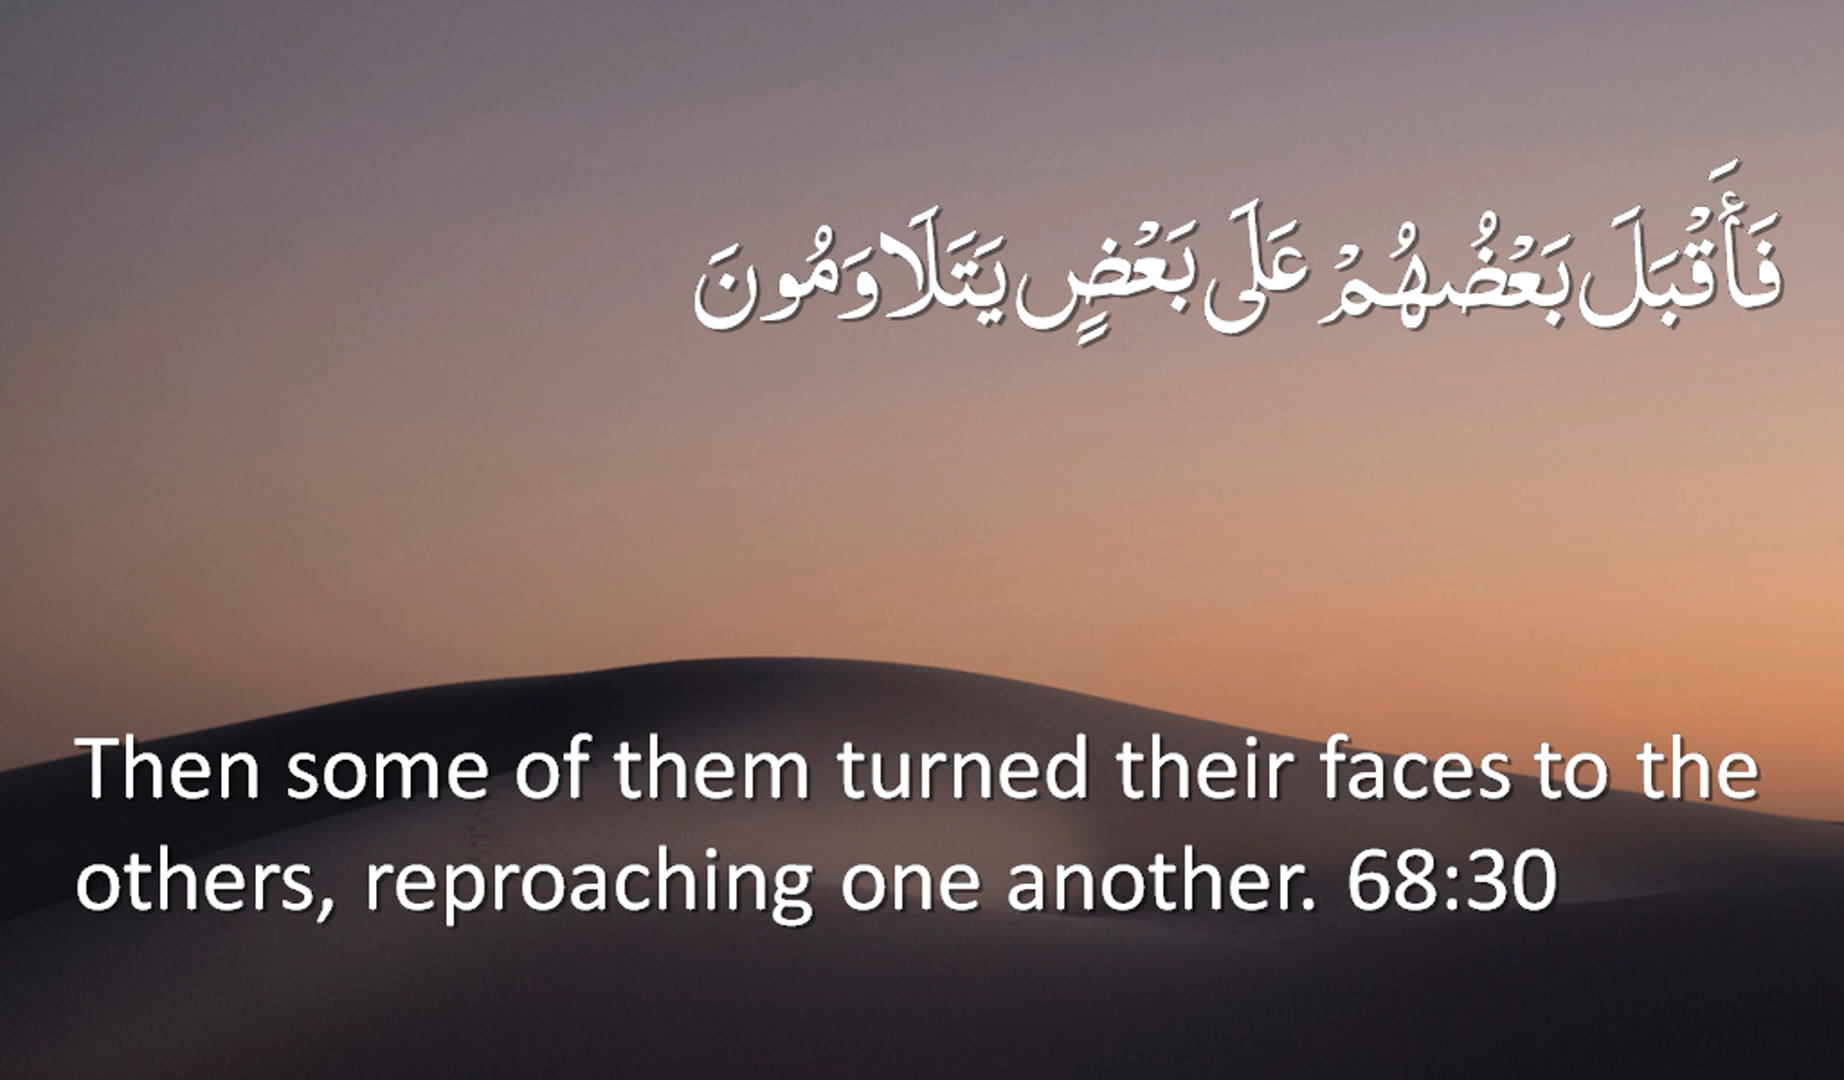 فَأَقْبَلَ بَعْضُهُمْ عَلَى بَعْضٍ يَتَلَاوَمُونَ
Then some of them turned their faces to the
others, reproaching one another. 68:30